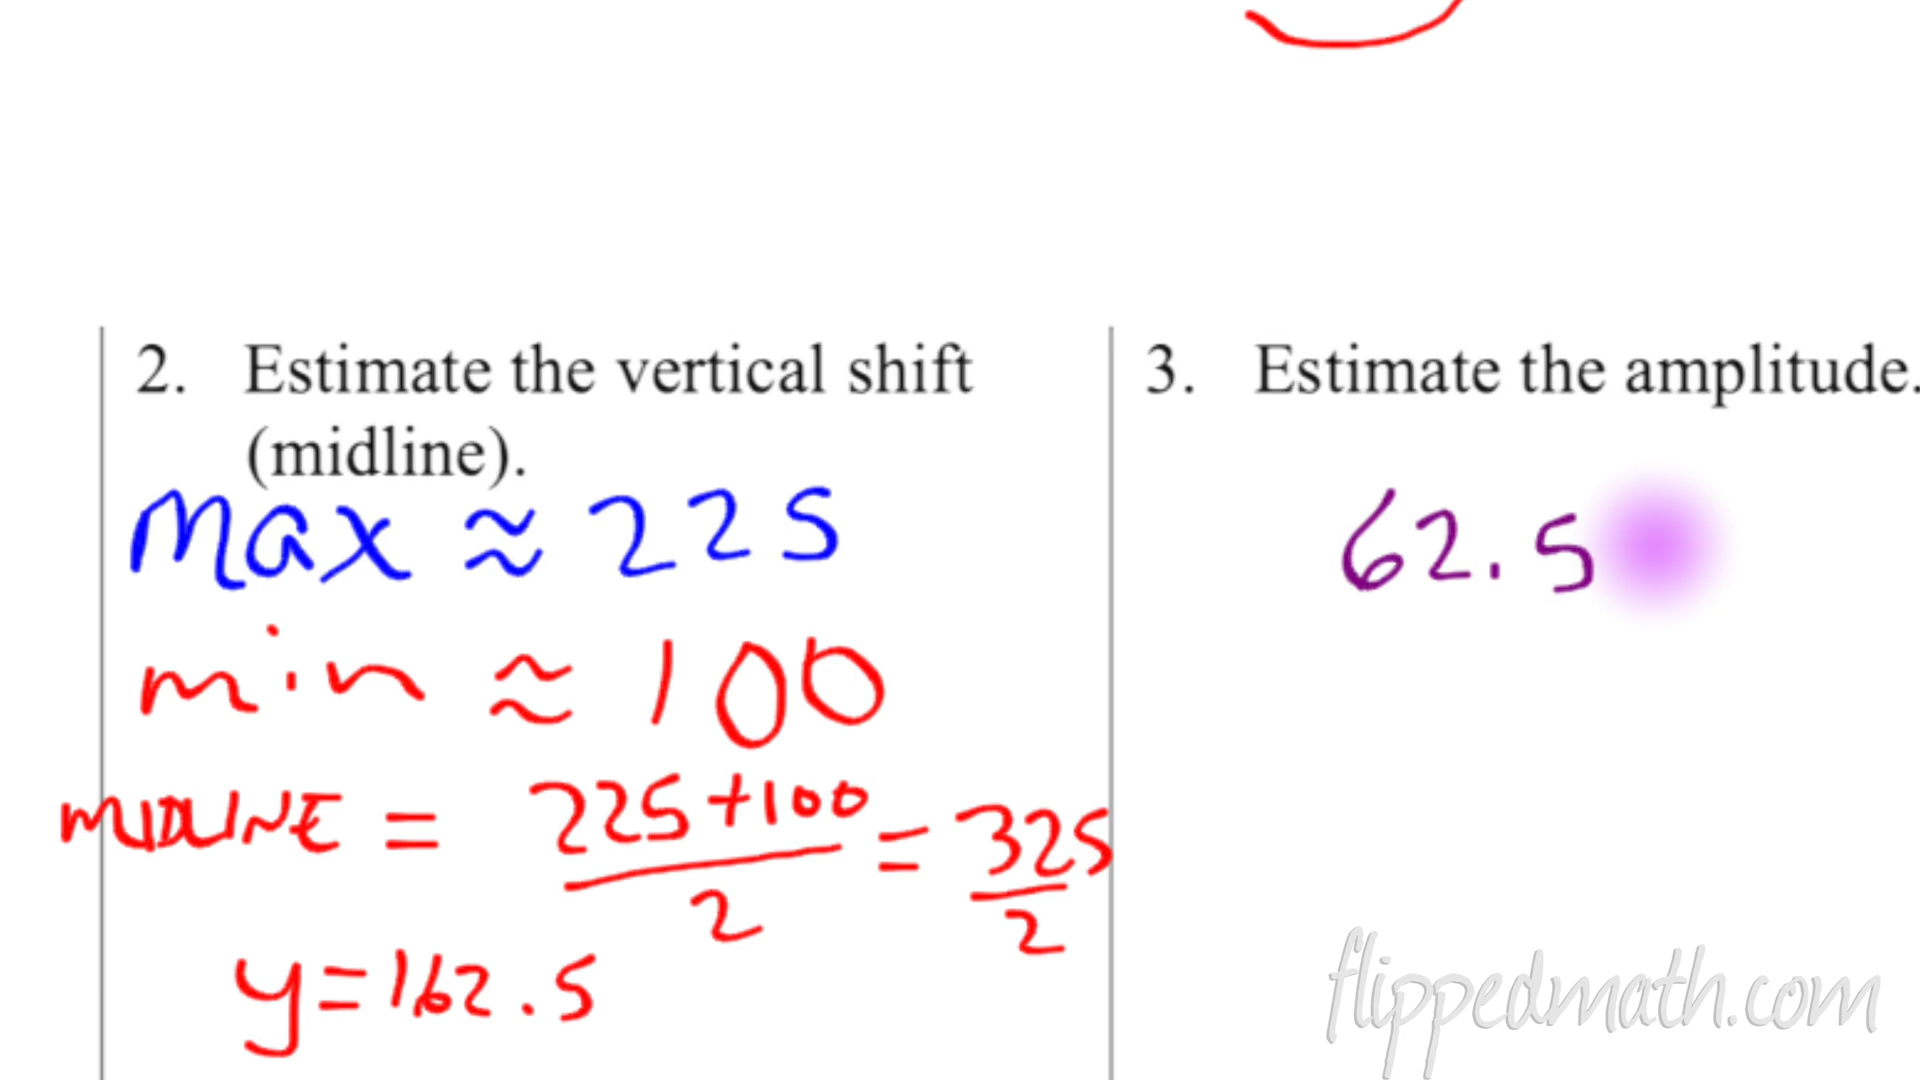 2. Estimate the vertical shift
(midline).
max ≈ 225
min ≈ 100
MIDLINE = 225+100/2 = 325/2
y=162.5
3. Estimate the amplitude.
62.5
flippedmath.com